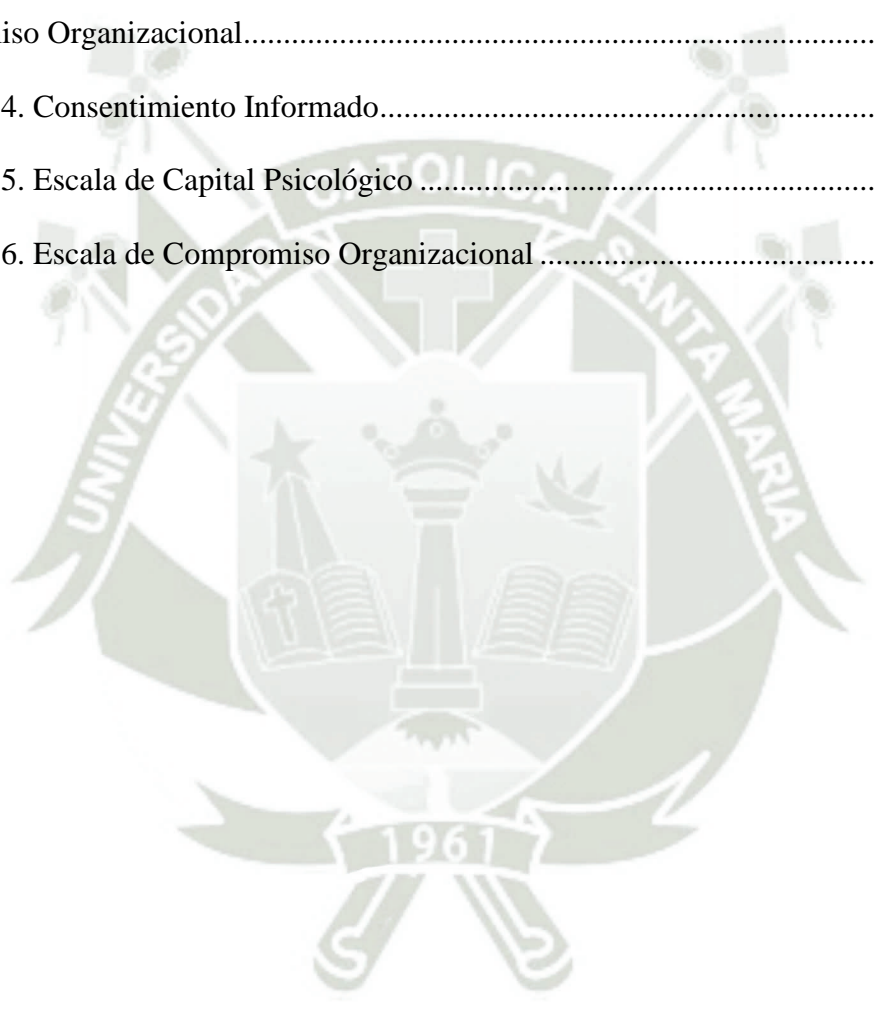 iso Organizacional...............................................................................
4. Consentimiento Informado..............................................................
5. Escala de Capital Psicológico .........................................................
6. Escala de Compromiso Organizacional ..........................................
UNIVERSIDAD CATOLICA SANTA MARIA
1961